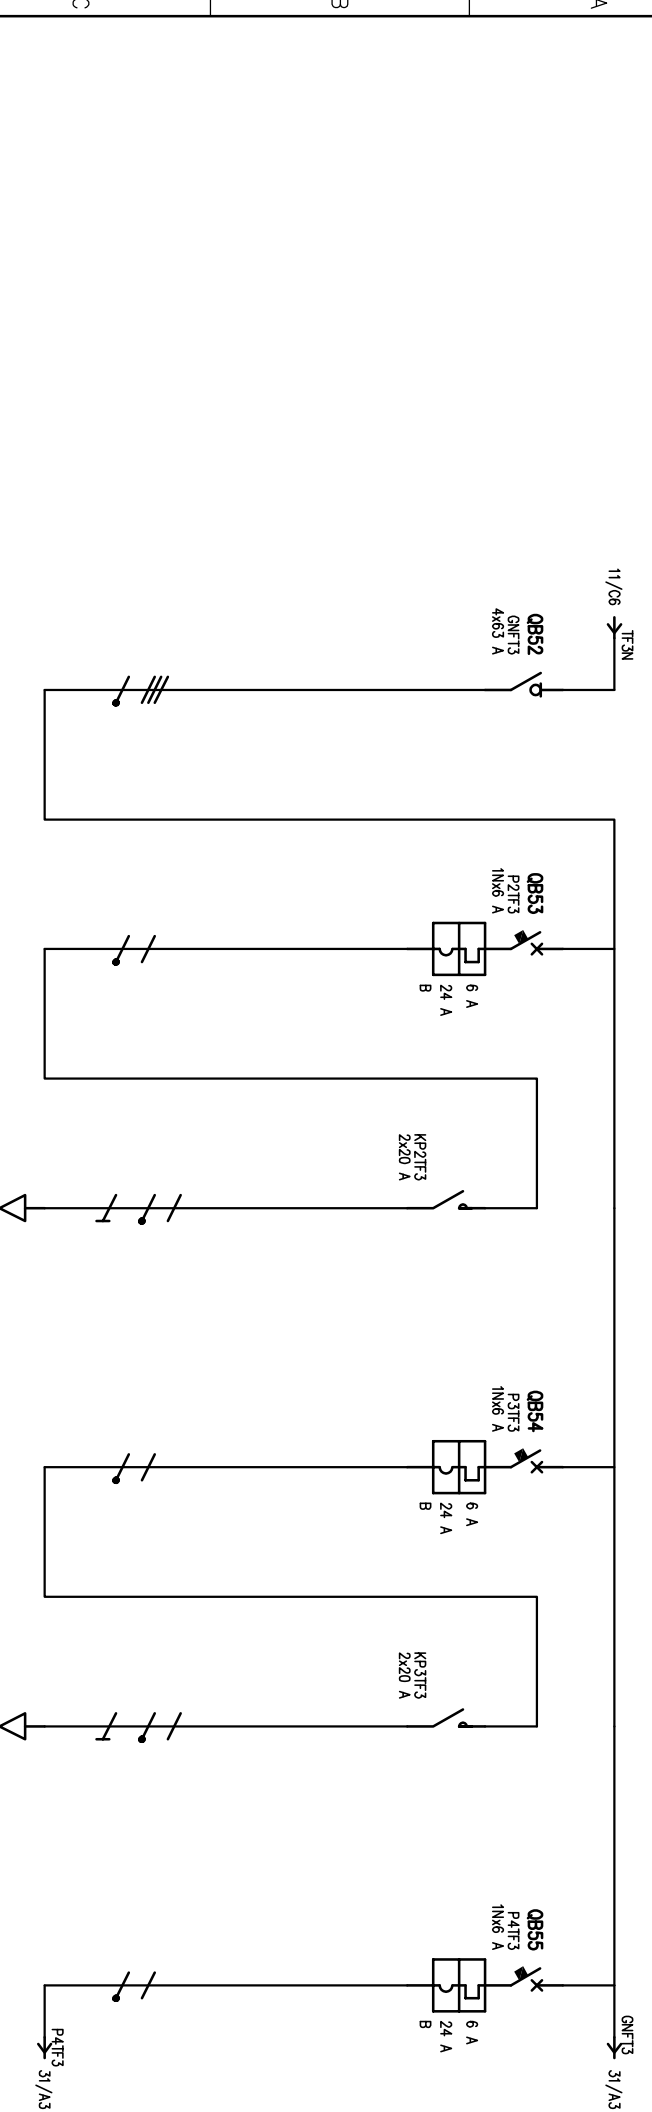 A
B
C
11/C6
TF3N
QB52
GNFT3
4x63 A
QB53
P2TF3
1Nx6 A
6 A
24 A
B
KP2TF3
2x20 A
QB54
P3TF3
1Nx6 A
6 A
24 A
B
KP3TF3
2x20 A
QB55
P4TF3
1Nx6 A
6 A
24 A
B
GNFT3
31/A3
P4TF3
31/A3